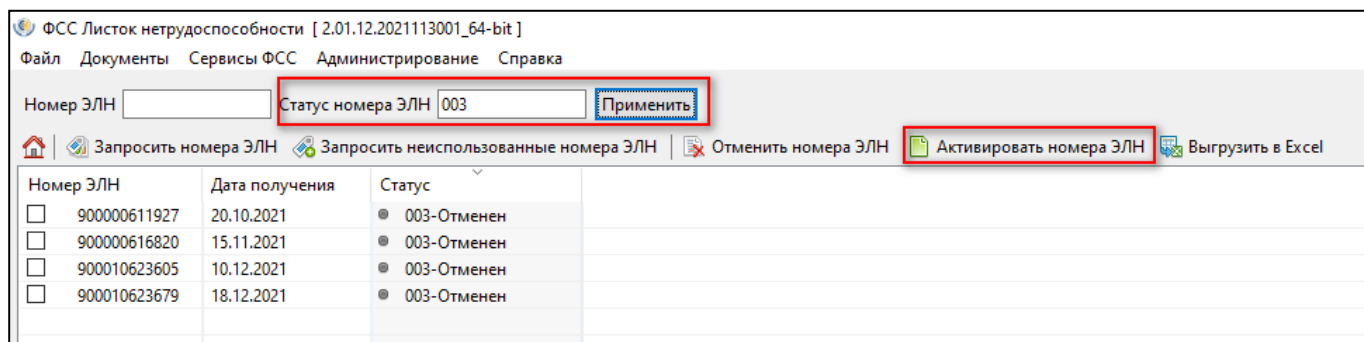 ФСС Листок нетрудоспособности [ 2.01.12.2021113001_64-bit ]
Файл Документы Сервисы ФСС Администрирование Справка
Номер ЭЛН Статус номера ЭЛН 003 Применить
Запросить номера ЭЛН Запросить неиспользованные номера ЭЛН Отменить номера ЭЛН Активировать номера ЭЛН Выгрузить в Excel
Номер ЭЛН Дата получения Статус
900000611927 20.10.2021 003-Отменен
900000616820 15.11.2021 003-Отменен
900010623605 10.12.2021 003-Отменен
900010623679 18.12.2021 003-Отменен